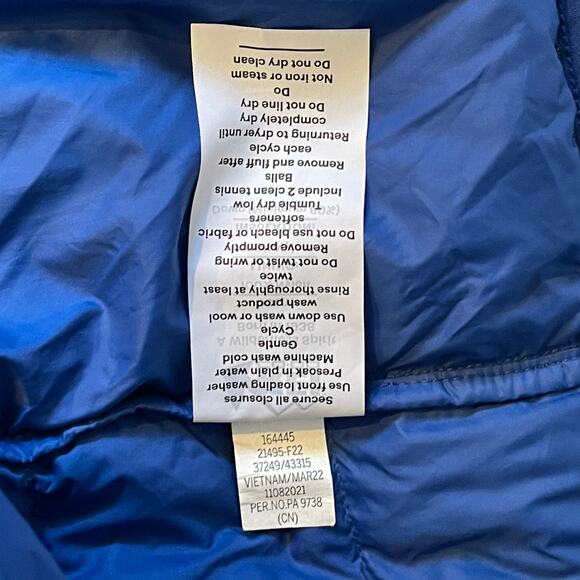 Secure all closures
Use front loading washer
Presoak in plain water
Machine wash cold
Gentle
Cycle
Use down wash or wool
wash product
Rinse thoroughly at least
twice
Do not twist or wring
Remove promptly
Do not use bleach or fabric
softeners
Tumble dry low
Include 2 clean tennis
Balls
Remove and fluff after
each cycle
Returning to dryer until
completely dry
Do not line dry
Do
Not iron or steam
Do not dry clean
164445
21495-F22
37249/43315
VIETNAM/MAR22
11082021
PER.NO.PA 9738
(CN)